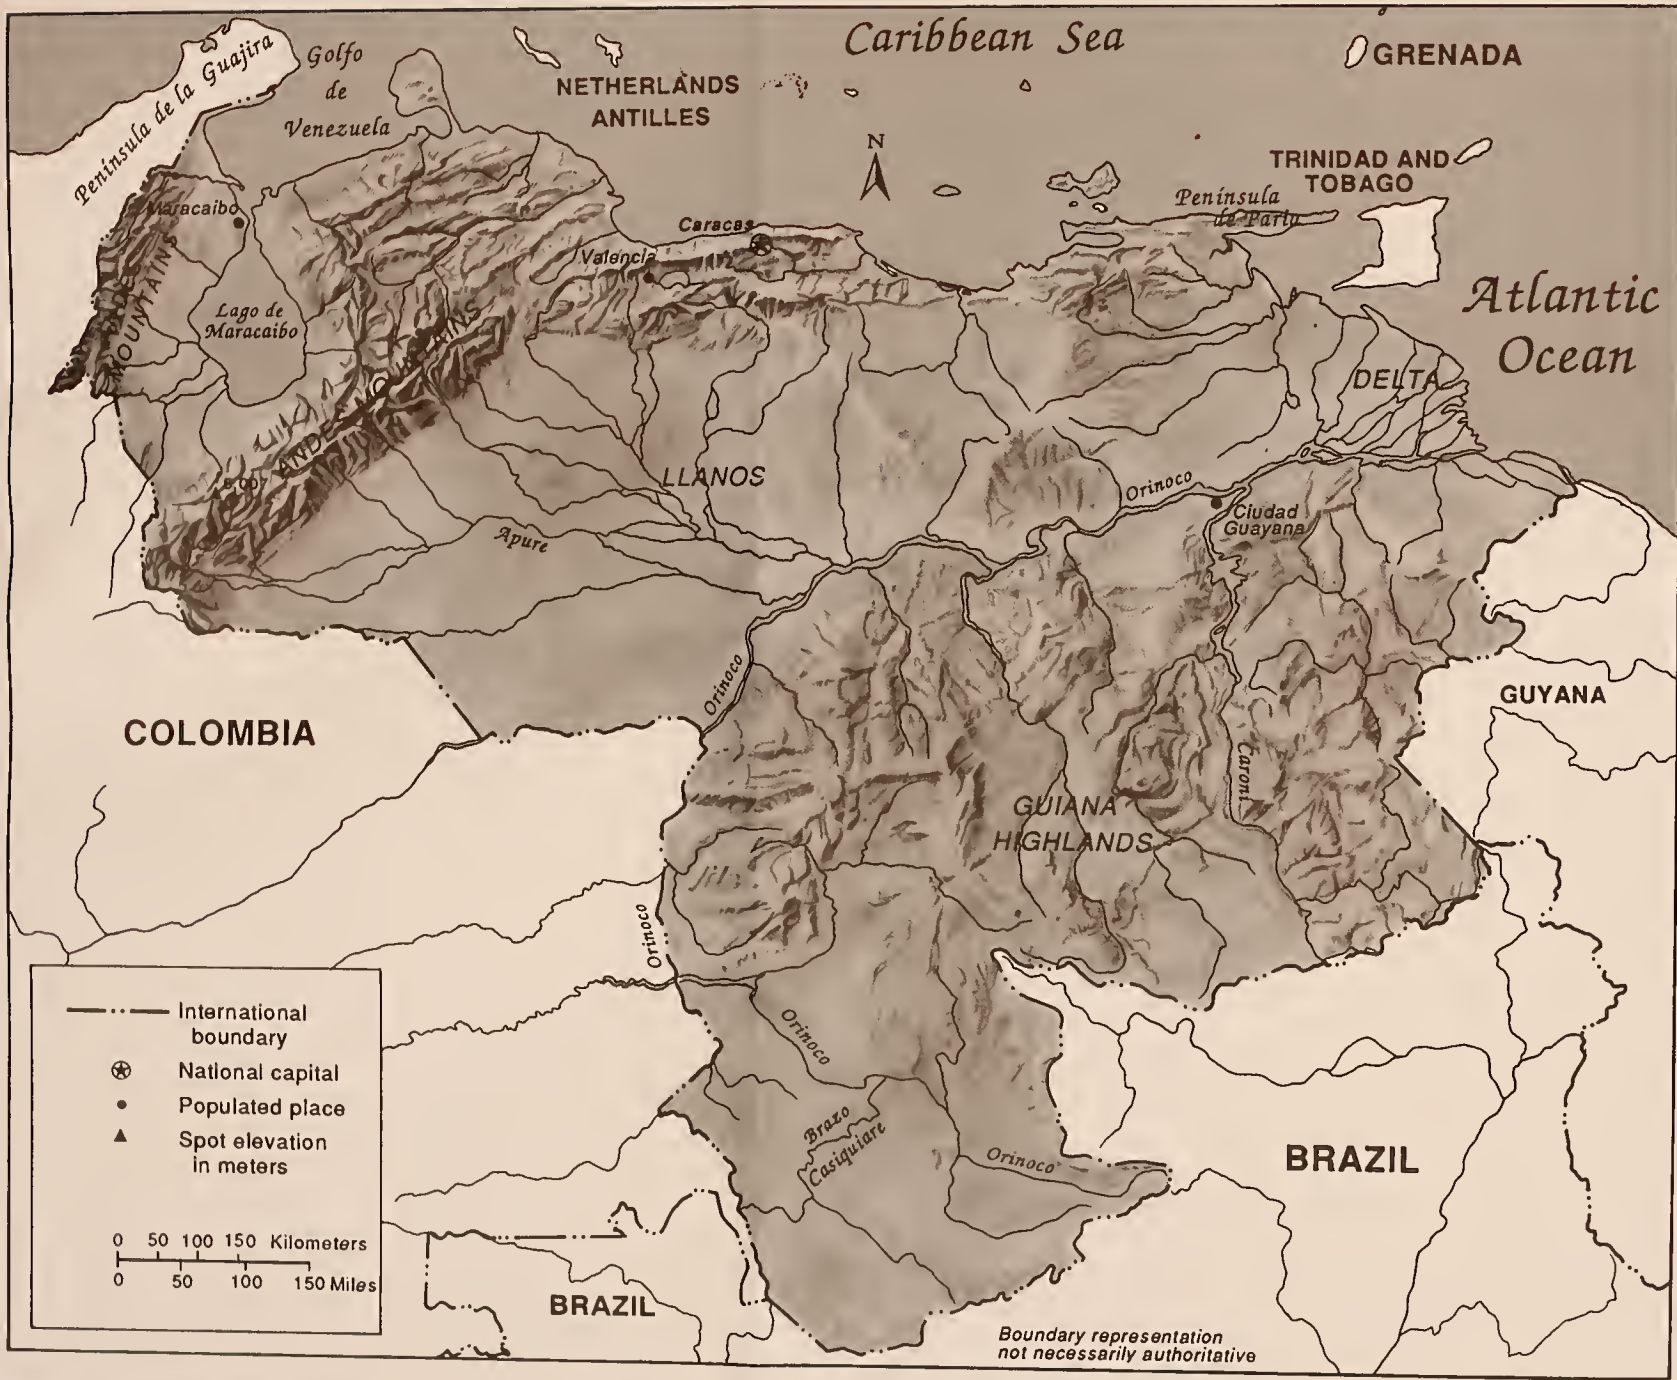 Caribbean Sea
GRENADA
Golfo
de
Venezuela
Península de la Guajira
NETHERLANDS
ANTILLES
N
TRINIDAD AND
TOBAGO
Península
de Paria
Maracaibo
Caracas
Valencia
Atlantic
Ocean
Lago de
Maracaibo
ANDES
MOUNTAINS
ANDES MOUNTAINS
DELTA
LLANOS
Orinoco
Ciudad
Guayana
Apure
Orinoco
COLOMBIA
GUYANA
Caroní
GUIANA
HIGHLANDS
Orinoco
Orinoco
Brazo
Casiquiare
Orinoco
BRAZIL
BRAZIL
International
boundary
National capital
Populated place
Spot elevation
in meters
0 50 100 150 Kilometers
0 50 100 150 Miles
Boundary representation
not necessarily authoritative